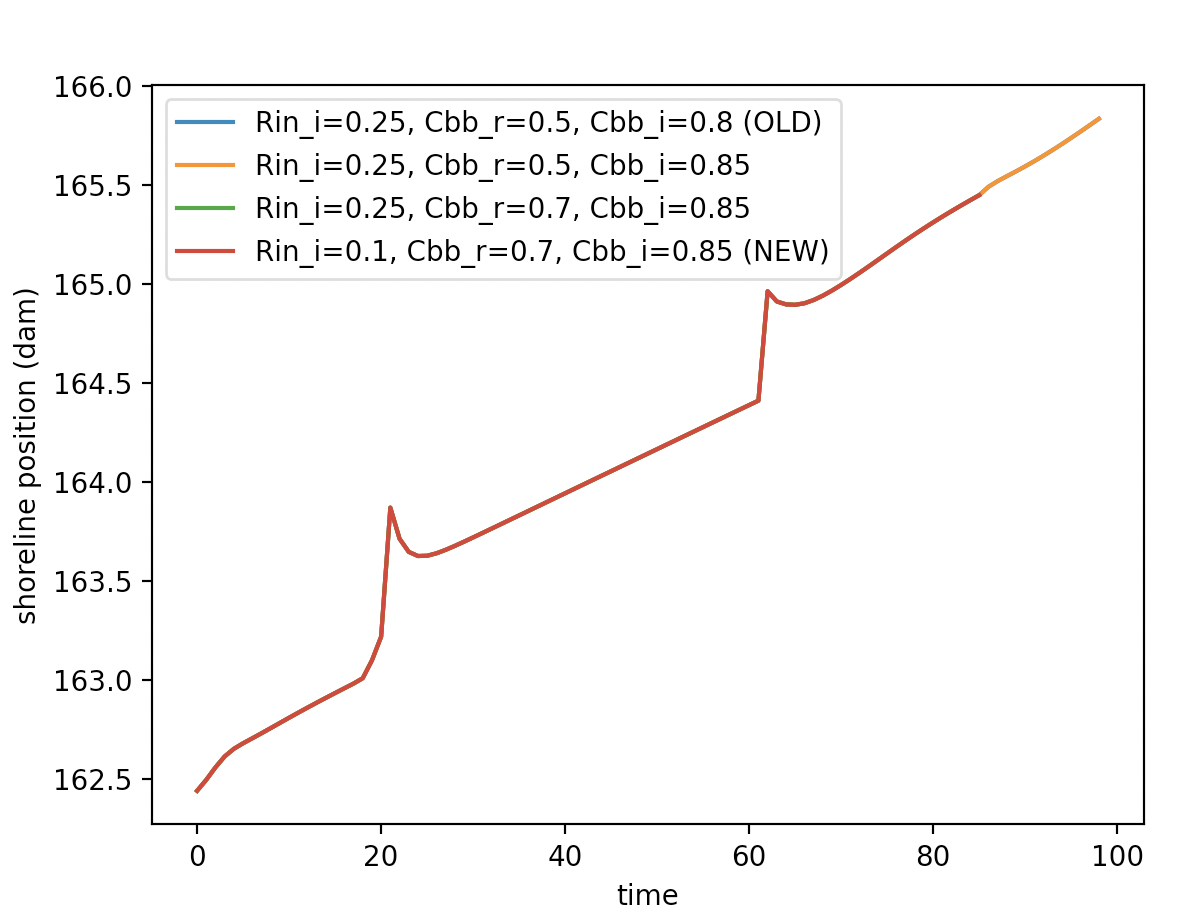 166.0
165.5
165.0
164.5
164.0
163.5
163.0
162.5
shoreline position (dam)
Rin_i=0.25, Cbb_r=0.5, Cbb_i=0.8 (OLD)
Rin_i=0.25, Cbb_r=0.5, Cbb_i=0.85
Rin_i=0.25, Cbb_r=0.7, Cbb_i=0.85
Rin_i=0.1, Cbb_r=0.7, Cbb_i=0.85 (NEW)
0 20 40 60 80 100
time